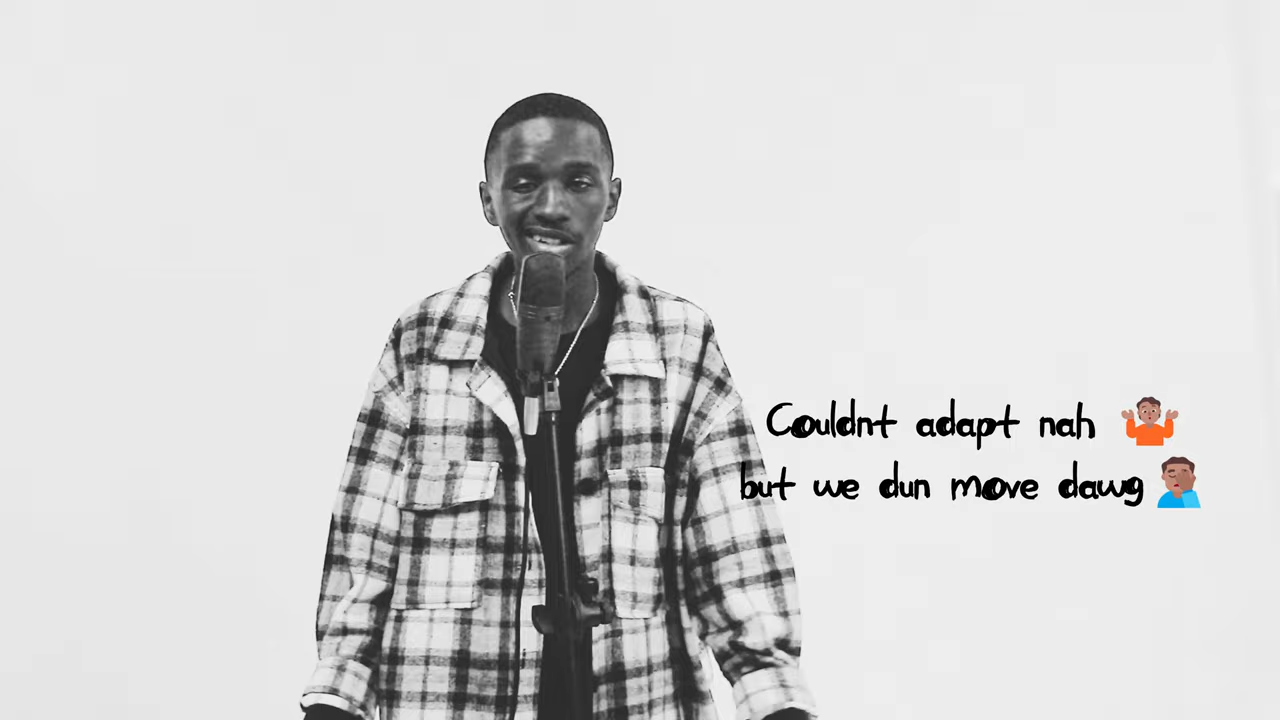 Couldnt adapt nah 🤷🏽‍♂️
but we dun move dawg 🤦🏽‍♂️